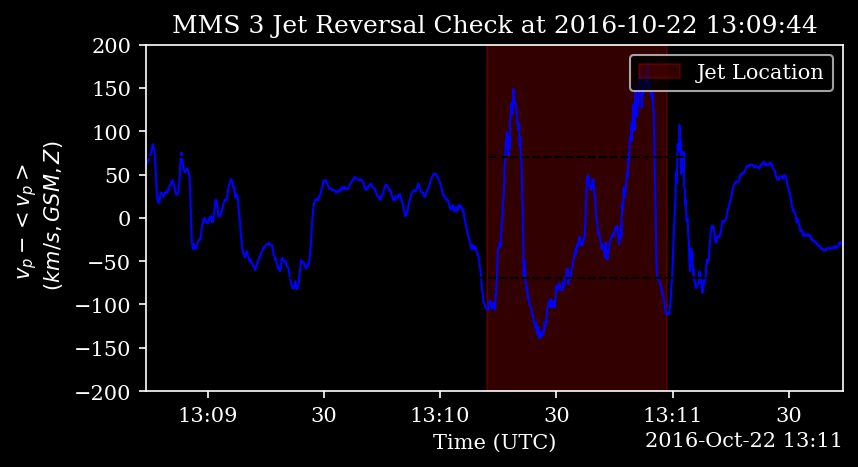 MMS 3 Jet Reversal Check at 2016-10-22 13:09:44
200
150
100
50
0
−50
−100
−150
−200
v_p − < v_p >
(km/s, GSM, Z)
Jet Location
13:09
30
13:10
30
13:11
30
Time (UTC)
2016-Oct-22 13:11